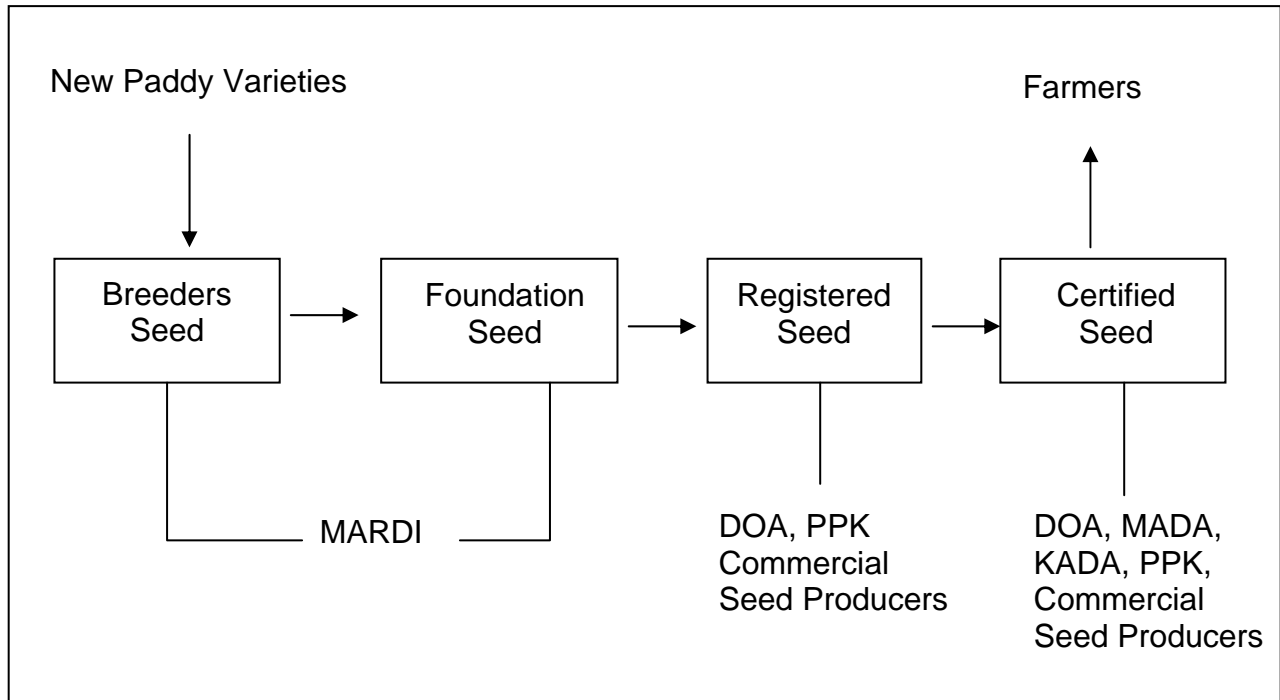 New Paddy Varieties
Farmers
Breeders
Seed
Foundation
Seed
Registered
Seed
Certified
Seed
MARDI
DOA, PPK
Commercial
Seed Producers
DOA, MADA,
KADA, PPK,
Commercial
Seed Producers